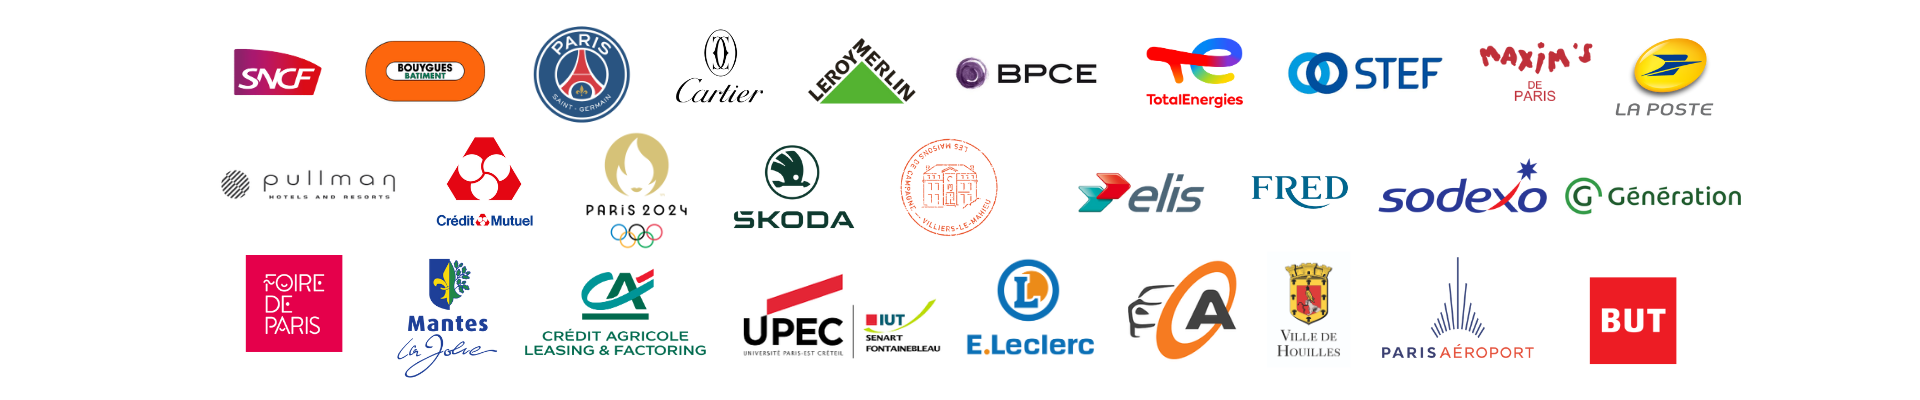 SNCF
BOUYGUES
BATIMENT
PARIS
SAINT - GERMAIN
Cartier
LEROY MERLIN
BPCE
TotalEnergies
STEF
MAXIM'S
DE
PARIS
LA POSTE
pullman
HOTELS AND RESORTS
Crédit Mutuel
PARIS 2024
ŠKODA
LES MAISONS DE CAMPAGNE
VILLIERS-LE-MAHIEU
elis
FRED
sodexo
G Génération
FOIRE
DE
PARIS
Mantes
La Jolie
CA
CRÉDIT AGRICOLE
LEASING & FACTORING
UPEC
UNIVERSITÉ PARIS-EST CRÉTEIL
IUT
SENART
FONTAINEBLEAU
L
E.Leclerc
A
VILLE DE
HOUILLES
PARIS AÉROPORT
BUT